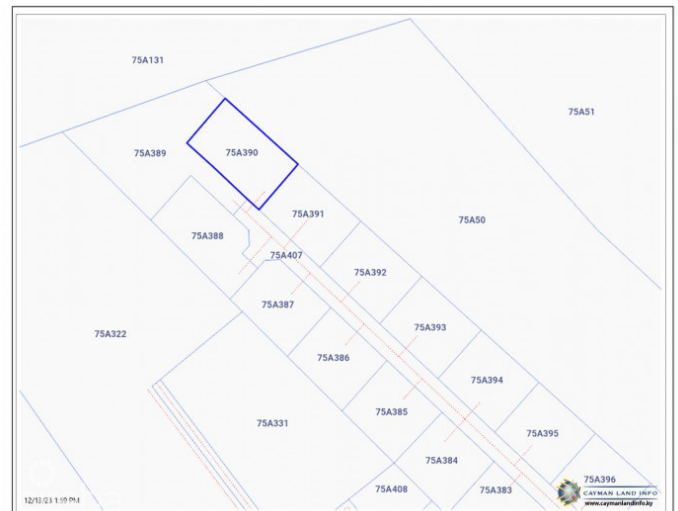 75A131
75A51
75A389
75A390
75A391
75A50
75A388
75A407
75A392
75A387
75A393
75A322
75A386
75A394
75A385
75A331
75A395
75A384
75A396
75A408
75A383
12/13/23 1:59 PM
CAYMAN LAND INFO
www.caymanlandinfo.ky